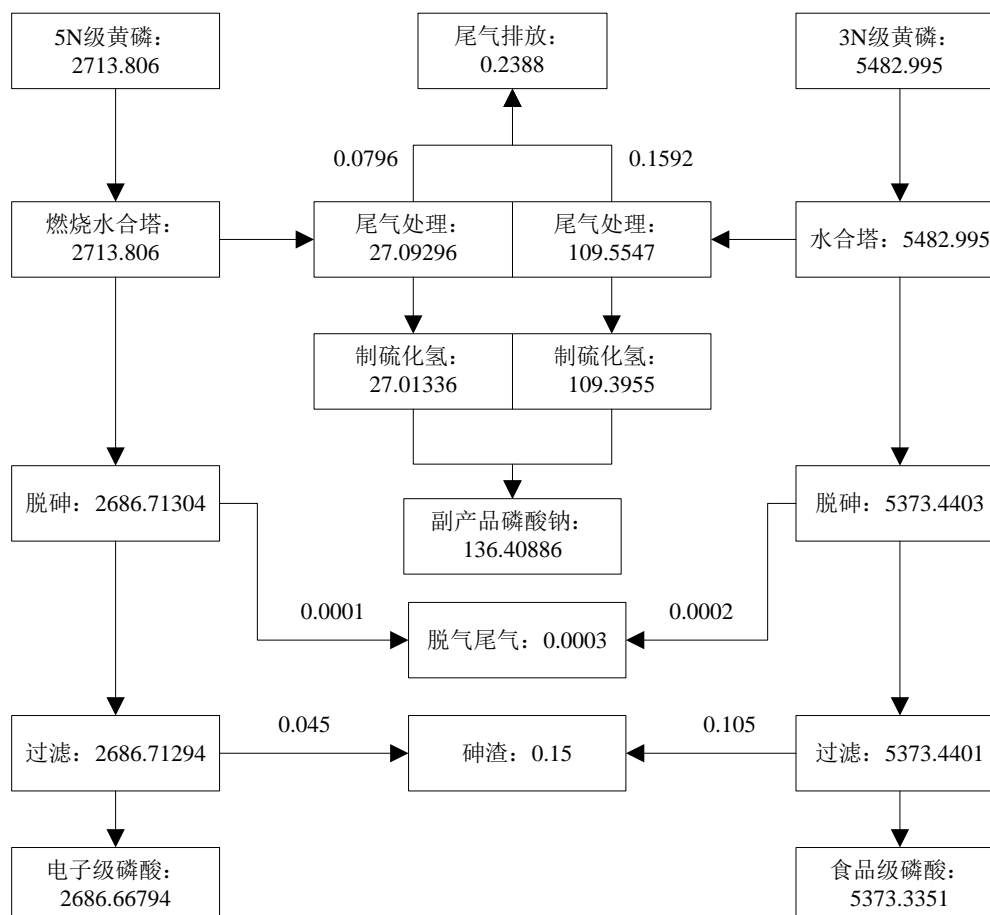 5N级黄磷：
2713.806
尾气排放：
0.2388
3N级黄磷：
5482.995
0.0796
0.1592
燃烧水合塔：
2713.806
尾气处理：
27.09296
尾气处理：
109.5547
水合塔：5482.995
制硫化氢：
27.01336
制硫化氢：
109.3955
脱砷：2686.71304
副产品磷酸钠：
136.40886
脱砷：5373.4403
0.0001
0.0002
脱气尾气：0.0003
0.045
0.105
过滤：2686.71294
砷渣：0.15
过滤：5373.4401
电子级磷酸：
2686.66794
食品级磷酸：
5373.3351